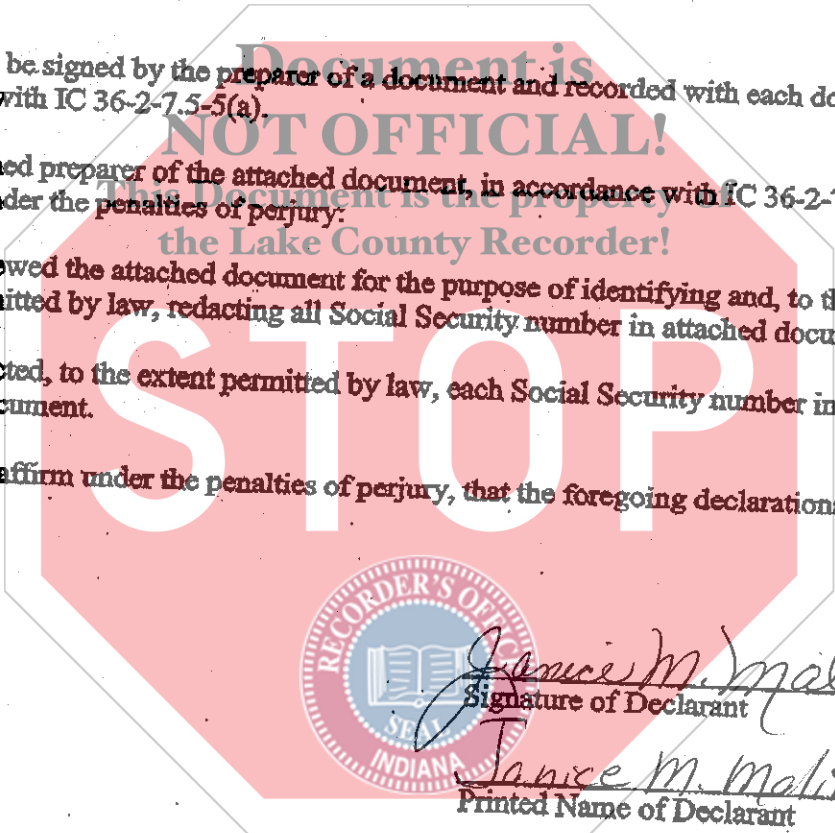 Document is
be signed by the preparer of a document and recorded with each do
with IC 36-2-7.5-5(a).
NOT OFFICIAL!
ed preparer of the attached document, in accordance with IC 36-2-7
der the penalties of perjury:
This Document is the property of
the Lake County Recorder!
ewed the attached document for the purpose of identifying and, to th
itted by law, redacting all Social Security number in attached docu
STOP
cted, to the extent permitted by law, each Social Security number in
cument.
affirm under the penalties of perjury, that the foregoing declarations
RECORDER'S OFFICE
SEAL
INDIANA
Janice M. Mal
Signature of Declarant
Janice M. Mali
Printed Name of Declarant